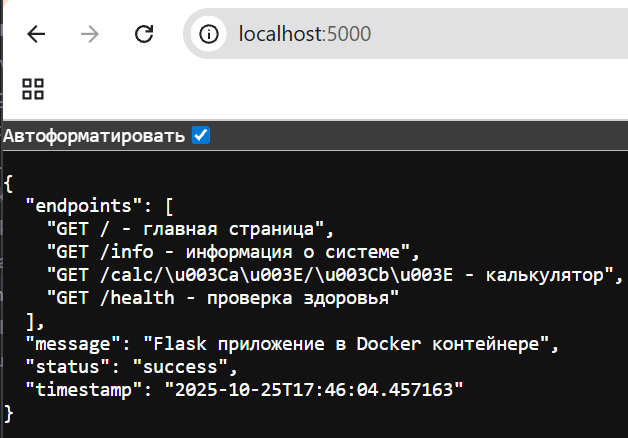 localhost:5000
Автоформатировать
{
"endpoints": [
"GET / - главная страница",
"GET /info - информация о системе",
"GET /calc/\u003Ca\u003E/\u003Cb\u003E - калькулятор",
"GET /health - проверка здоровья"
],
"message": "Flask приложение в Docker контейнере",
"status": "success",
"timestamp": "2025-10-25T17:46:04.457163"
}